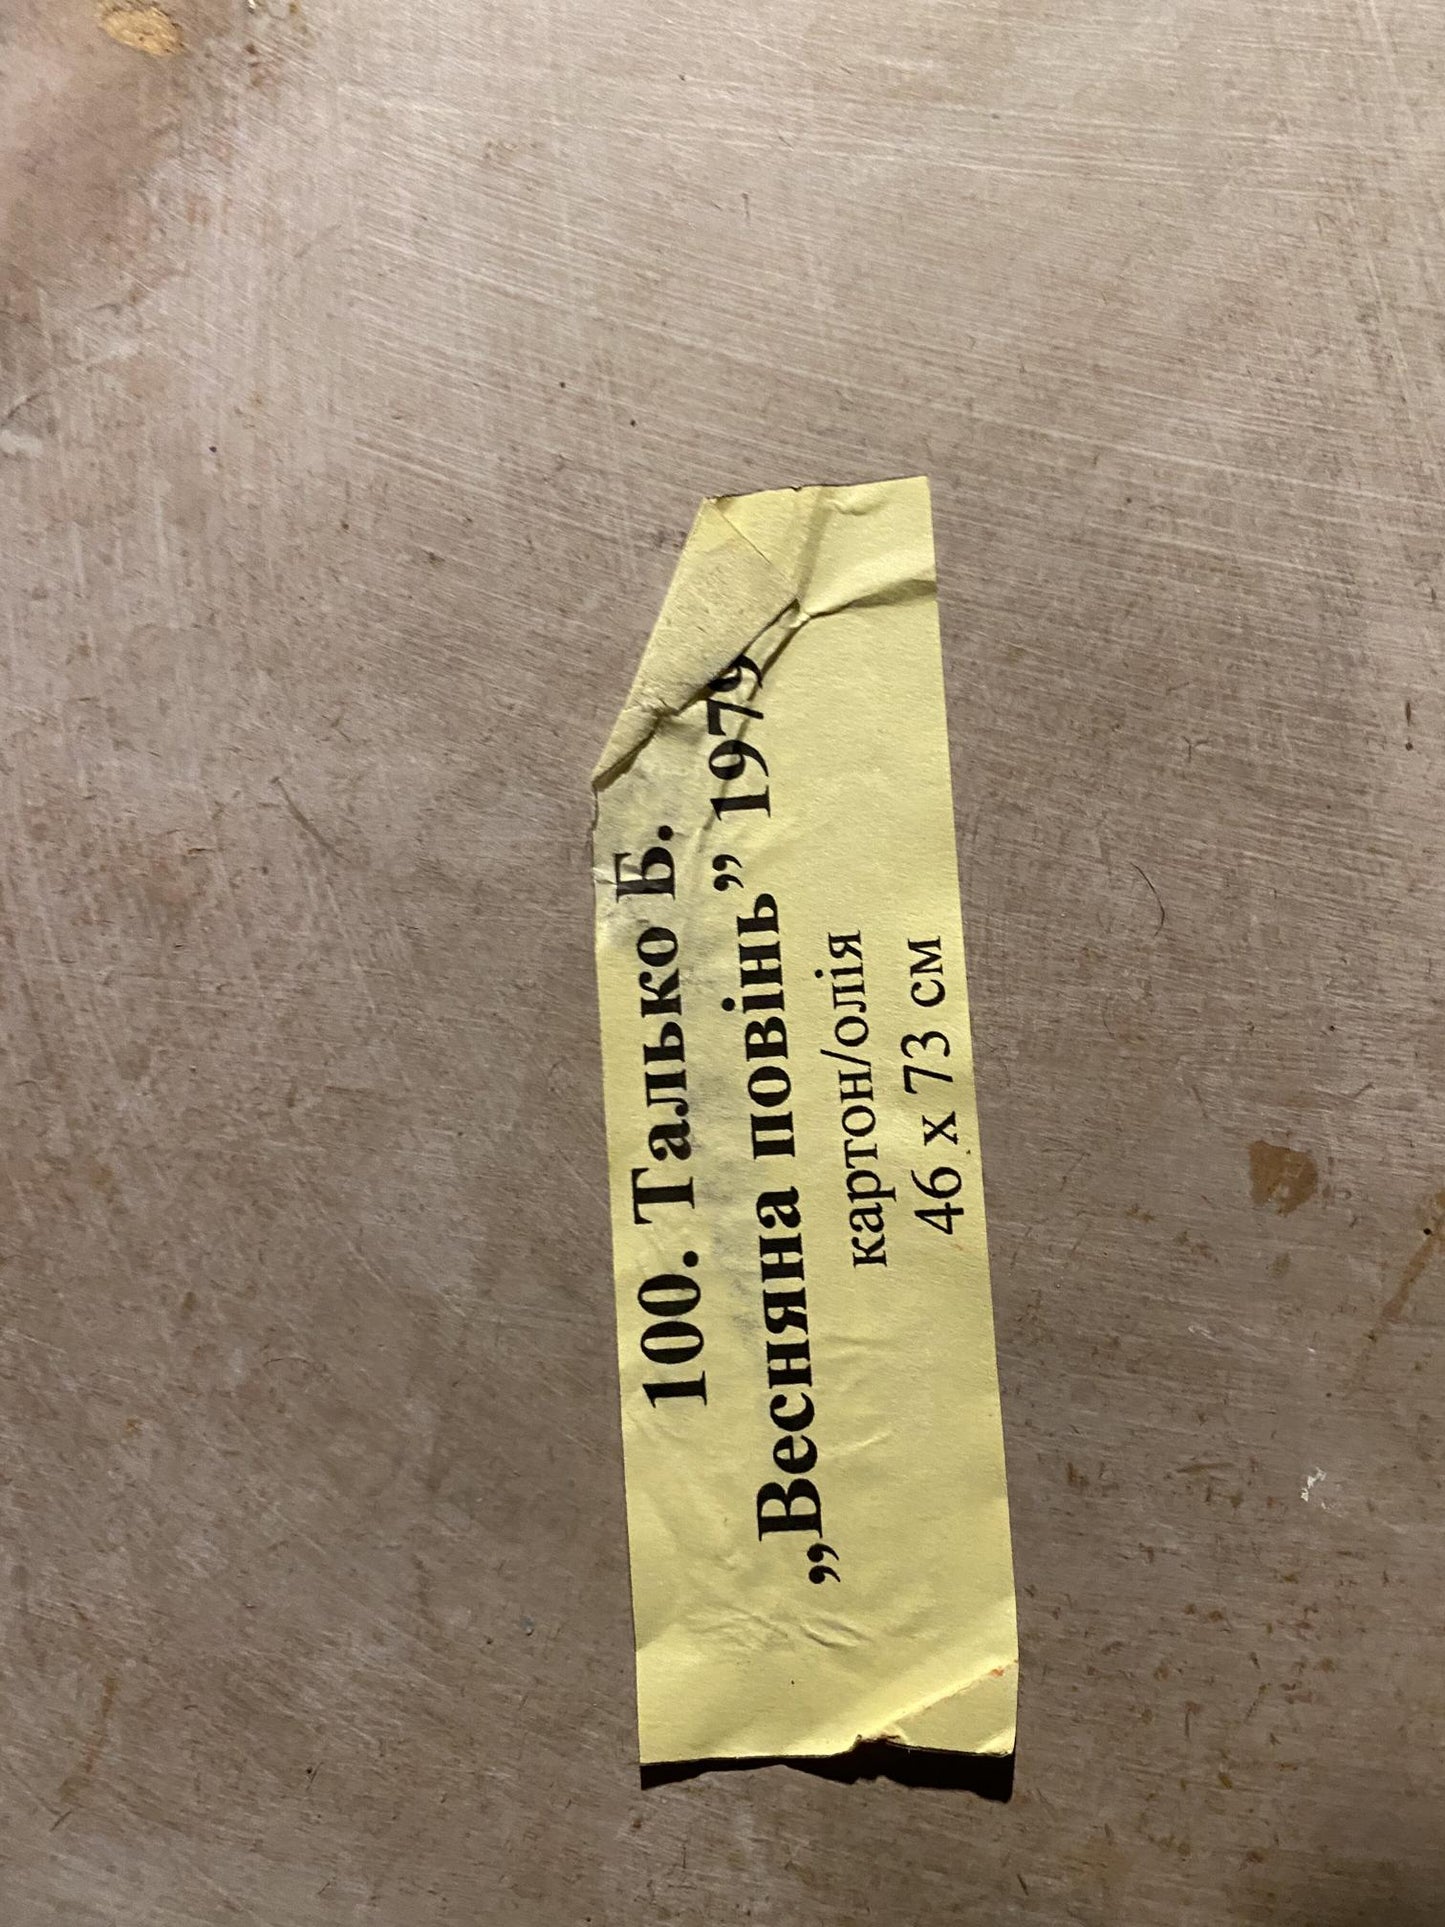 100. Талько Б.
„Весняна повінь” 1979
картон/олія
46 х 73 см